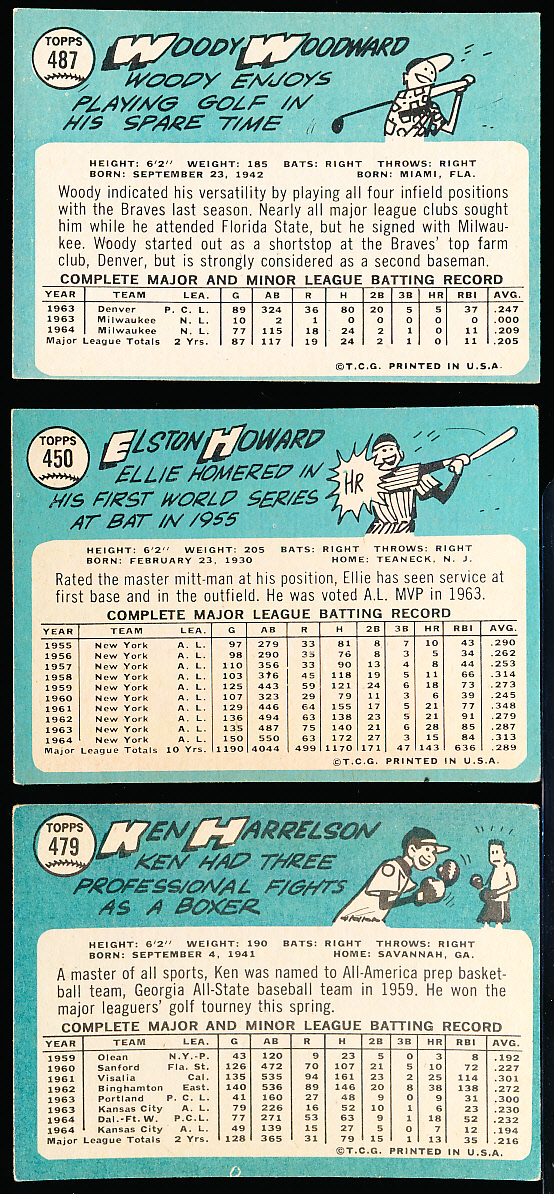 TOPPS
487
WOODY WOODWARD
WOODY ENJOYS
PLAYING GOLF IN
HIS SPARE TIME
HEIGHT: 6'2" WEIGHT: 185 BATS: RIGHT THROWS: RIGHT
BORN: SEPTEMBER 23, 1942 BORN: MIAMI, FLA.
Woody indicated his versatility by playing all four infield positions
with the Braves last season. Nearly all major league clubs sought
him while he attended Florida State, but he signed with Milwau-
kee. Woody started out as a shortstop at the Braves' top farm
club, Denver, but is strongly considered as a second baseman.
COMPLETE MAJOR AND MINOR LEAGUE BATTING RECORD
YEAR TEAM LEA. G AB R H 2B 3B HR RBI AVG.
1963 Denver P. C. L. 89 324 36 80 20 5 5 37 .247
1963 Milwaukee N. L. 10 2 1 0 0 0 0 0 .000
1964 Milwaukee N. L. 77 115 18 24 2 1 0 11 .209
Major League Totals 2 Yrs. 87 117 19 24 2 1 0 11 .205
©T.C.G. PRINTED IN U.S.A.
TOPPS
450
ELSTON HOWARD
ELLIE HOMERED IN
HIS FIRST WORLD SERIES
AT BAT IN 1955
HR
HEIGHT: 6'2" WEIGHT: 205 BATS: RIGHT THROWS: RIGHT
BORN: FEBRUARY 23, 1930 HOME: TEANECK, N. J.
Rated the master mitt-man at his position, Ellie has seen service at
first base and in the outfield. He was voted A.L. MVP in 1963.
COMPLETE MAJOR LEAGUE BATTING RECORD
YEAR TEAM LEA. G AB R H 2B 3B HR RBI AVG.
1955 New York A. L. 97 279 33 81 8 7 10 43 .290
1956 New York A. L. 98 290 35 76 8 3 5 34 .262
1957 New York A. L. 110 356 33 90 13 4 8 44 .253
1958 New York A. L. 103 376 45 118 19 5 11 66 .314
1959 New York A. L. 125 443 59 121 24 6 18 73 .273
1960 New York A. L. 107 323 29 79 11 3 6 39 .245
1961 New York A. L. 129 446 64 155 17 5 21 77 .348
1962 New York A. L. 136 494 63 138 23 5 21 91 .279
1963 New York A. L. 135 487 75 140 21 6 28 85 .287
1964 New York A. L. 150 550 63 172 27 3 15 84 .313
Major League Totals 10 Yrs. 1190 4044 499 1170 171 47 143 636 .289
©T.C.G. PRINTED IN U.S.A.
TOPPS
479
KEN HARRELSON
KEN HAD THREE
PROFESSIONAL FIGHTS
AS A BOXER
HEIGHT: 6'2" WEIGHT: 190 BATS: RIGHT THROWS: RIGHT
BORN: SEPTEMBER 4, 1941 HOME: SAVANNAH, GA.
A master of all sports, Ken was named to All-America prep basket-
ball team, Georgia All-State baseball team in 1959. He won the
major leaguers' golf tourney this spring.
COMPLETE MAJOR AND MINOR LEAGUE BATTING RECORD
YEAR TEAM LEA. G AB R H 2B 3B HR RBI AVG.
1959 Olean N.Y.-P. 43 120 9 23 5 0 3 8 .192
1960 Sanford Fla. St. 126 472 70 107 21 5 10 72 .227
1961 Visalia Cal. 135 535 94 161 23 2 25 114 .301
1962 Binghamton East. 140 536 89 146 20 8 38 138 .272
1963 Portland P. C. L. 41 160 27 48 9 0 9 31 .300
1963 Kansas City A. L. 79 226 16 52 10 1 6 23 .230
1964 Dal.-Ft. W. P.C.L. 77 271 53 63 9 1 18 52 .232
1964 Kansas City A. L. 49 139 15 27 5 0 7 12 .194
Major League Totals 2 Yrs. 128 365 31 79 15 1 13 35 .216
©T.C.G. PRINTED IN U.S.A.